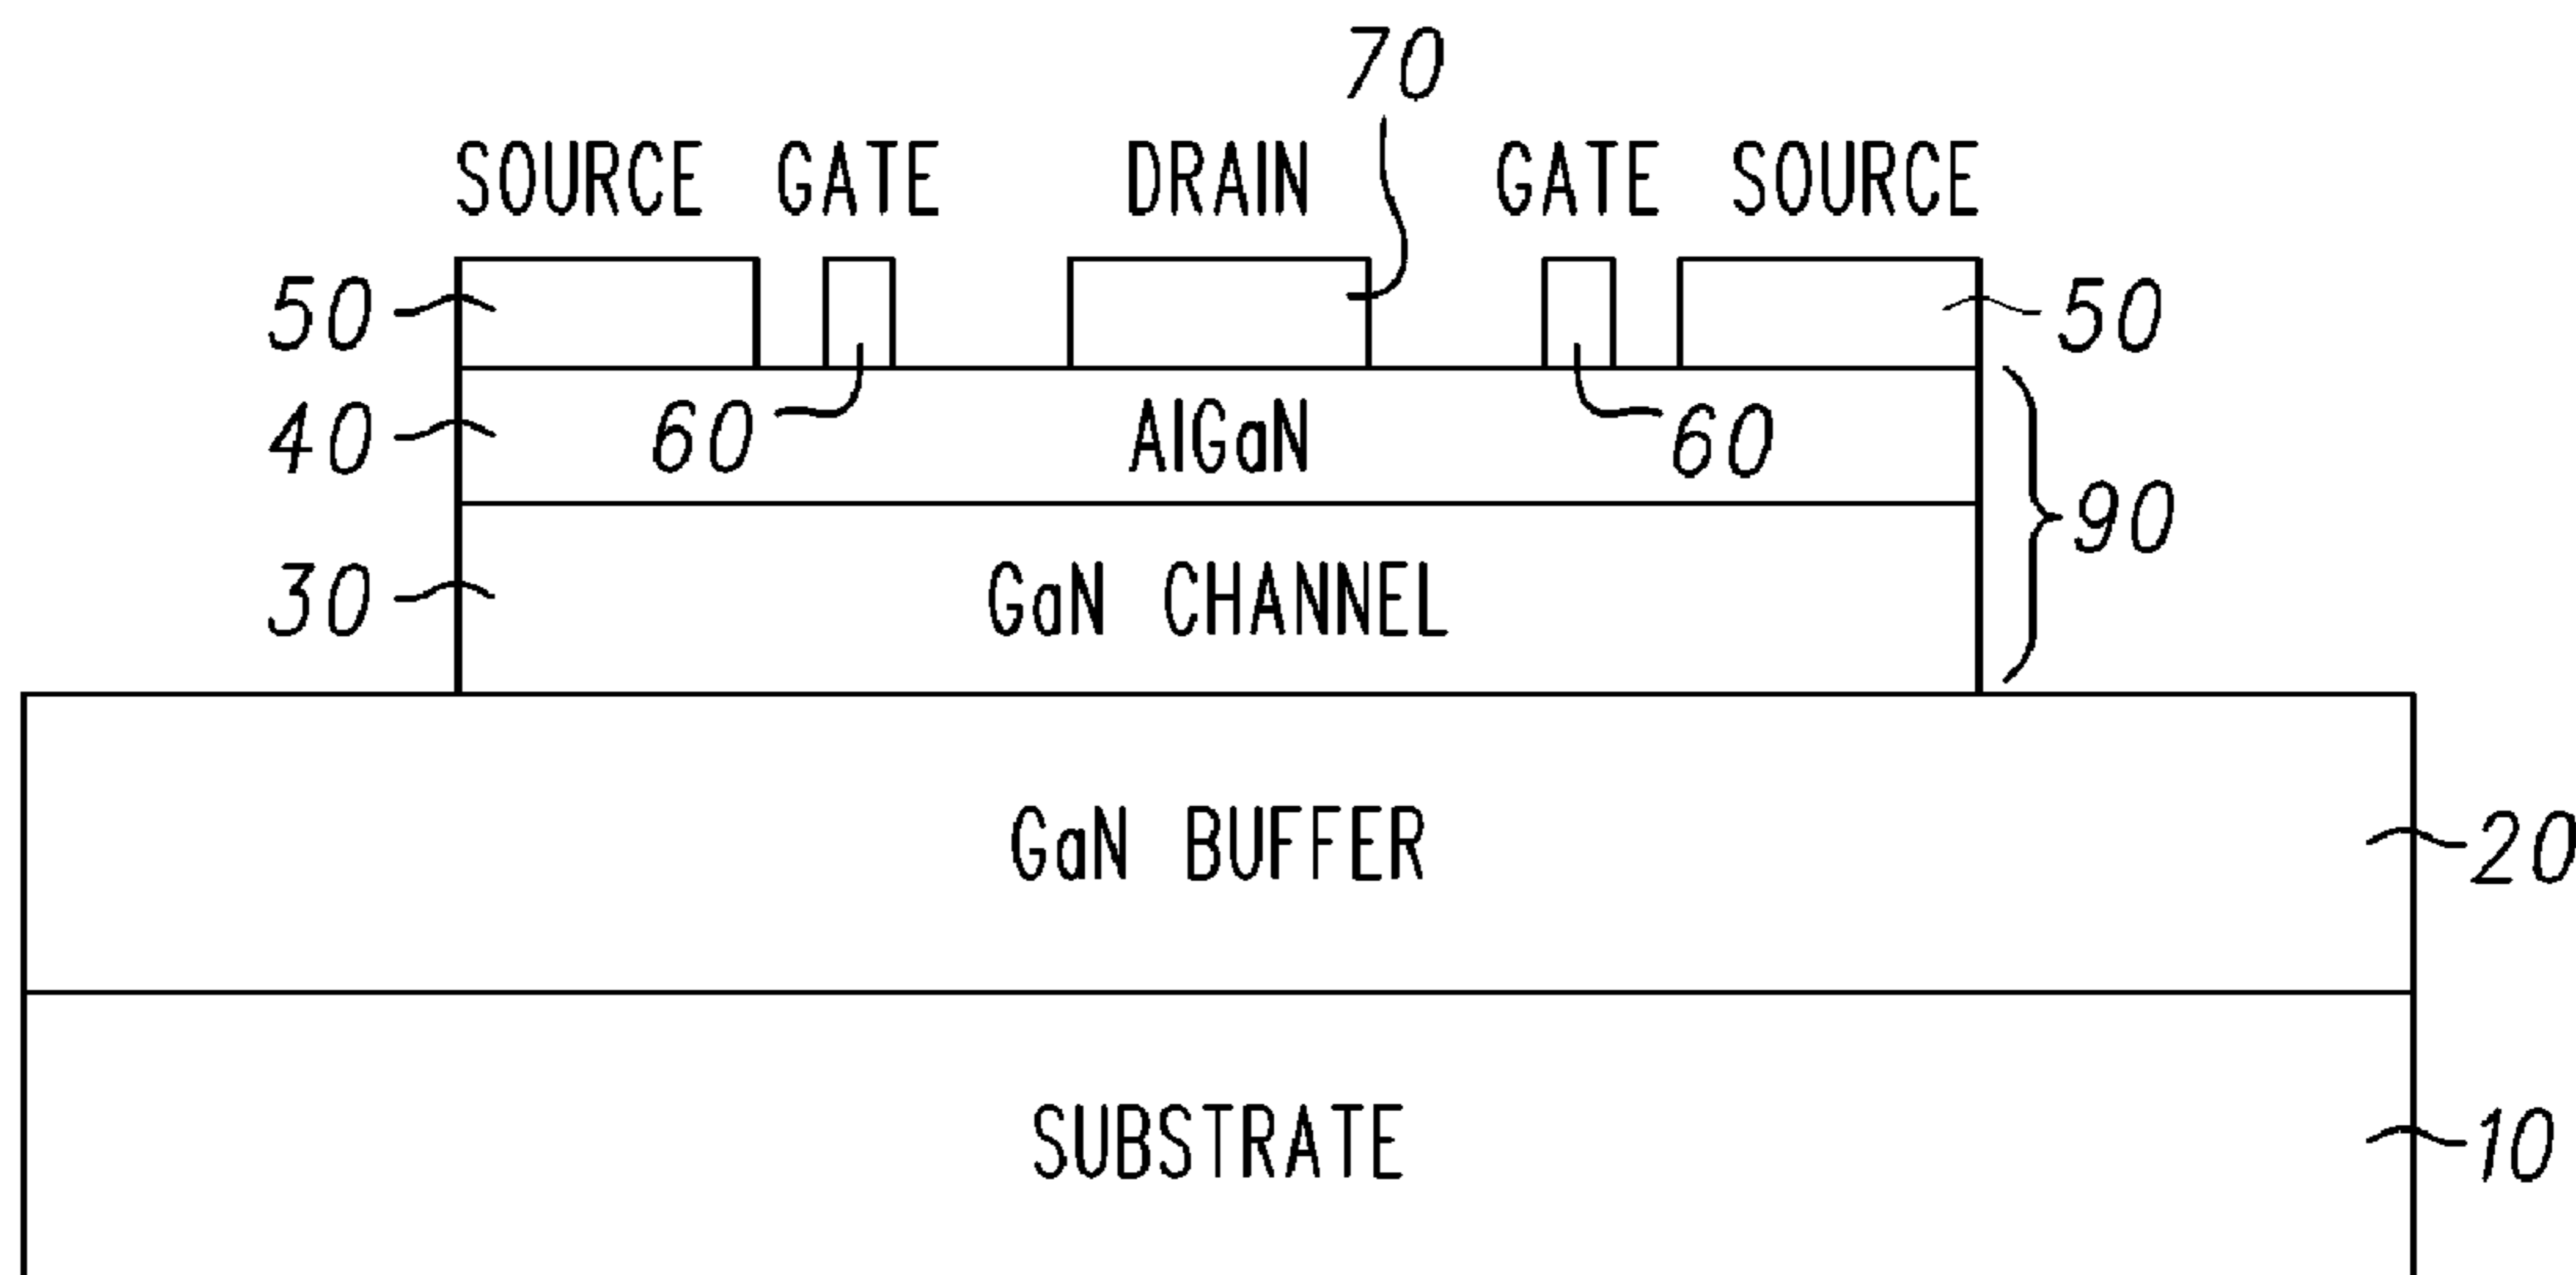 70
SOURCE GATE DRAIN GATE SOURCE
50 50
40 60 AlGaN 60
90
30 GaN CHANNEL
GaN BUFFER 20
SUBSTRATE 10